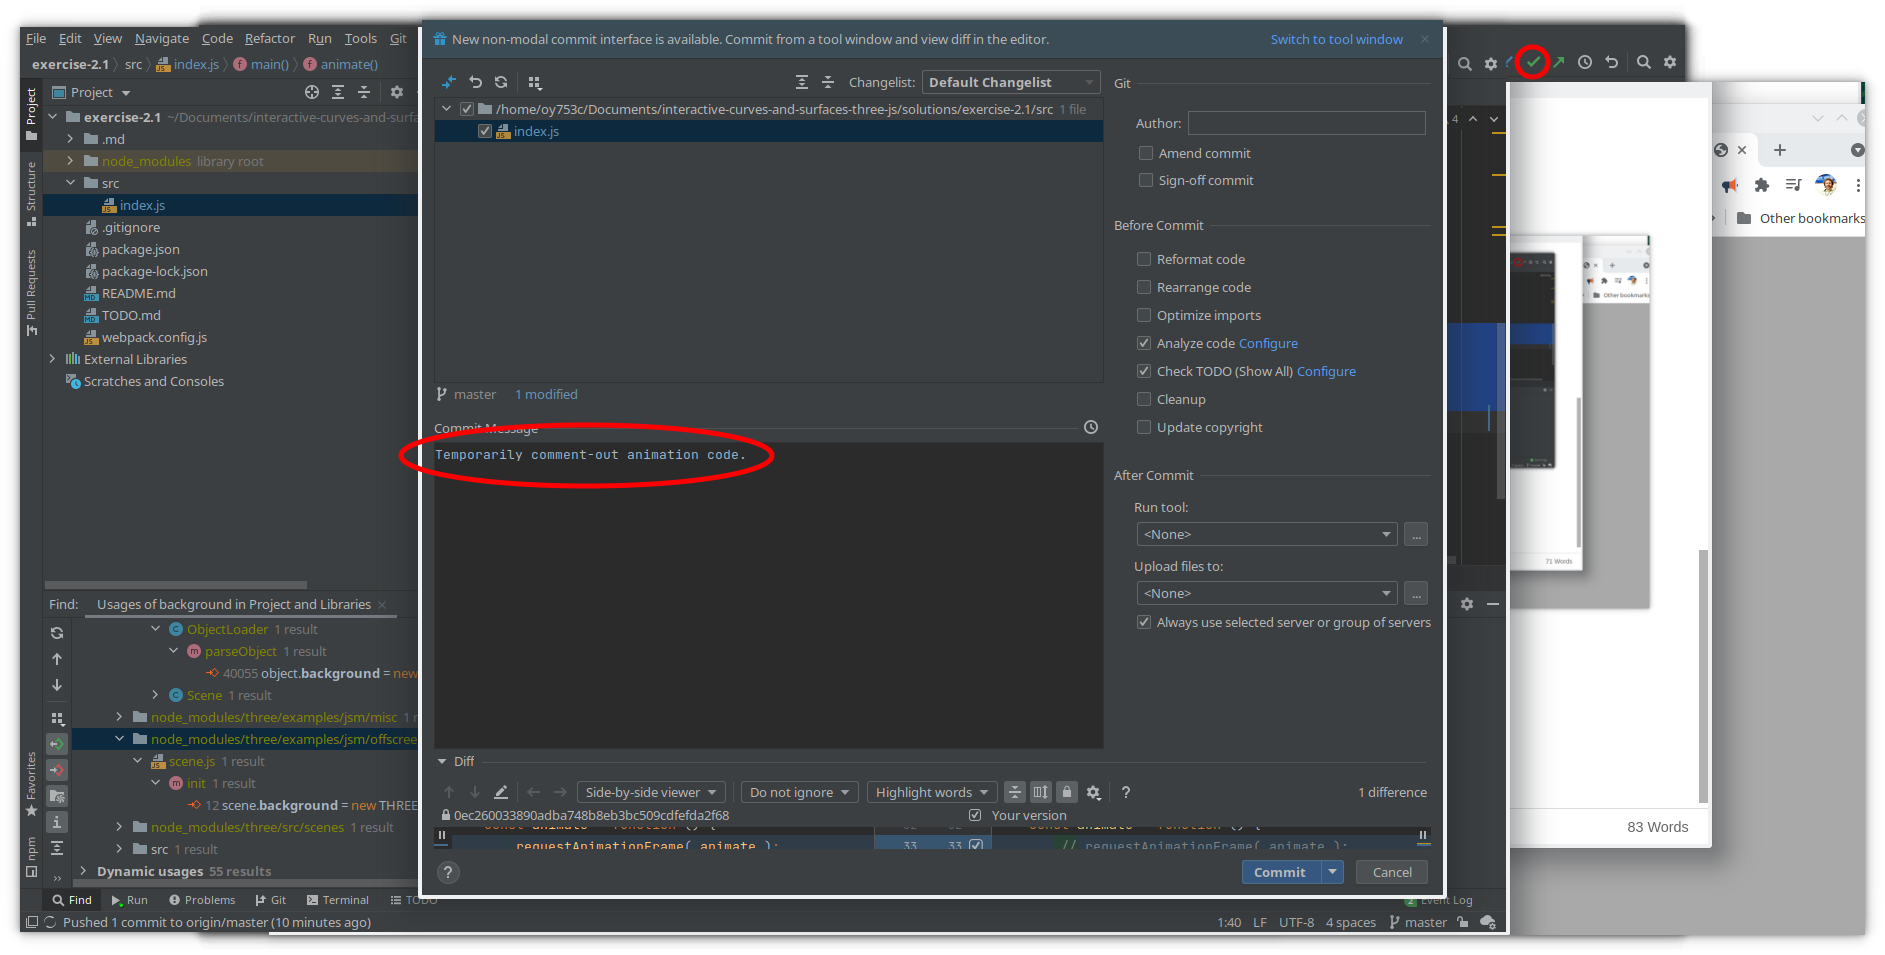 File Edit View Navigate Code Refactor Run Tools Git
exercise-2.1 src index.js main() animate()
Project
exercise-2.1 ~/Documents/interactive-curves-and-surfa
.md
node_modules library root
src
index.js
.gitignore
package.json
package-lock.json
README.md
TODO.md
webpack.config.js
External Libraries
Scratches and Consoles
Project
Structure
Pull Requests
Favorites
npm
Find: Usages of background in Project and Libraries
ObjectLoader 1 result
parseObject 1 result
40055 object.background = new
Scene 1 result
node_modules/three/examples/jsm/misc 1 r
node_modules/three/examples/jsm/offscree
scene.js 1 result
init 1 result
12 scene.background = new THREE
node_modules/three/src/scenes 1 result
src 1 result
Dynamic usages 55 results
Find Run Problems Git Terminal TODO
Pushed 1 commit to origin/master (10 minutes ago)
New non-modal commit interface is available. Commit from a tool window and view diff in the editor.
Switch to tool window
Changelist: Default Changelist
/home/oy753c/Documents/interactive-curves-and-surfaces-three-js/solutions/exercise-2.1/src 1 file
index.js
master 1 modified
Commit Message
Temporarily comment-out animation code.
Git
Author:
Amend commit
Sign-off commit
Before Commit
Reformat code
Rearrange code
Optimize imports
Analyze code Configure
Check TODO (Show All) Configure
Cleanup
Update copyright
After Commit
Run tool:
<None>
...
Upload files to:
<None>
...
Always use selected server or group of servers
Diff
Side-by-side viewer Do not ignore Highlight words ? 1 difference
0ec260033890adba748b8eb3bc509cdfefda2f68 Your version
requestAnimationFrame( animate ); 33 33 // requestAnimationFrame( animate );
? Commit Cancel
4
2 Event Log
1:40 LF UTF-8 4 spaces master
Other bookmarks
Other bookmarks
71 Words
83 Words